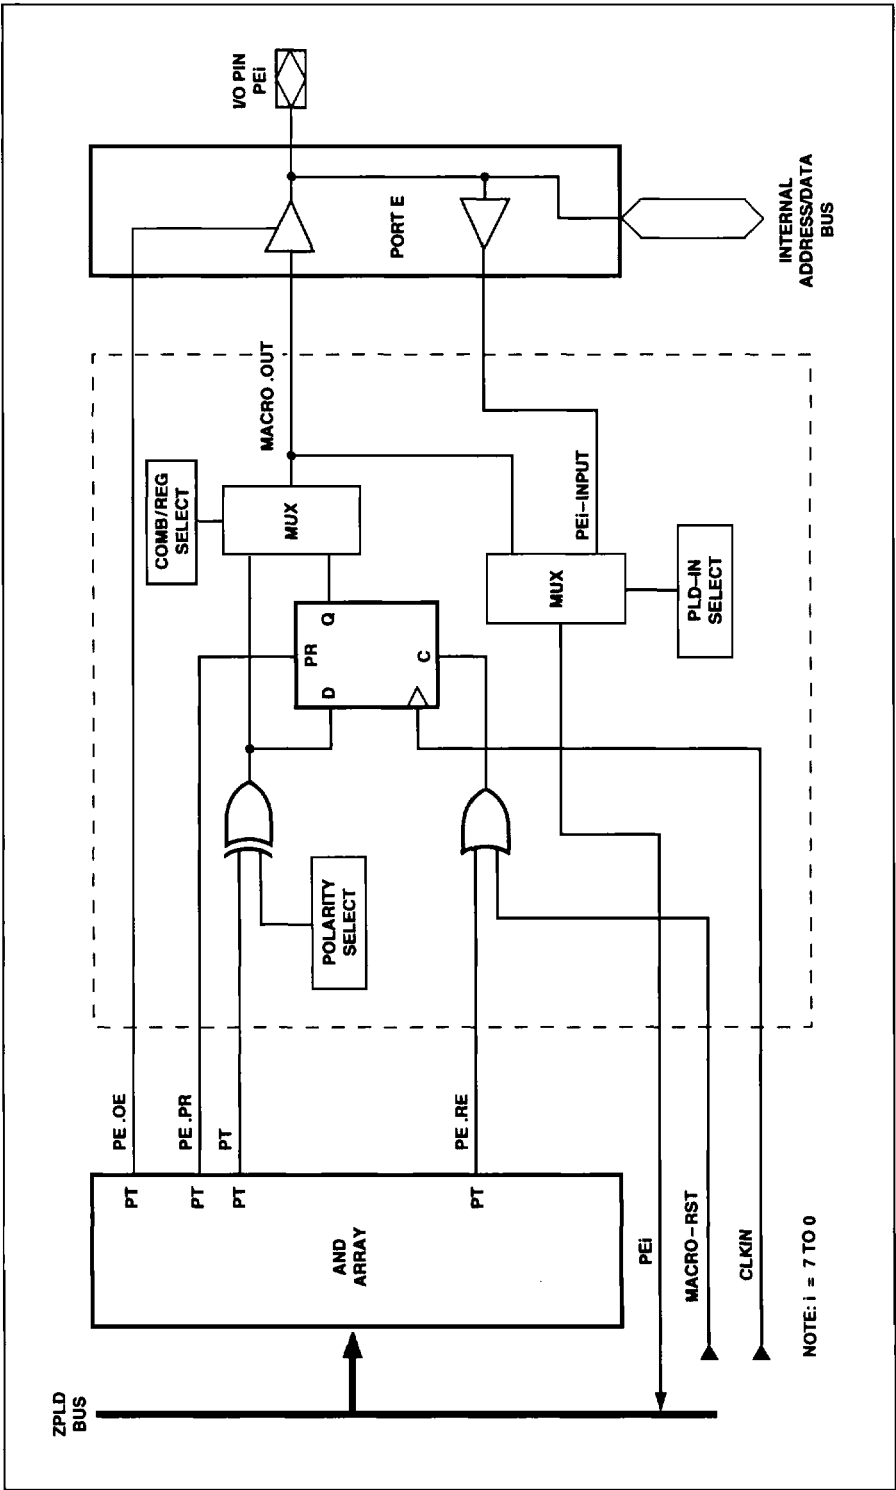 ZPLD
BUS
AND
ARRAY
PT
PT
PT
PT
PE .OE
PE .PR
PT
PE .RE
PEi
MACRO–RST
CLKIN
NOTE: i = 7 TO 0
POLARITY
SELECT
D
PR
Q
C
COMB/REG
SELECT
MUX
MACRO .OUT
MUX
PLD–IN
SELECT
PEi–INPUT
PORT E
I/O PIN
PEi
INTERNAL
ADDRESS/DATA
BUS